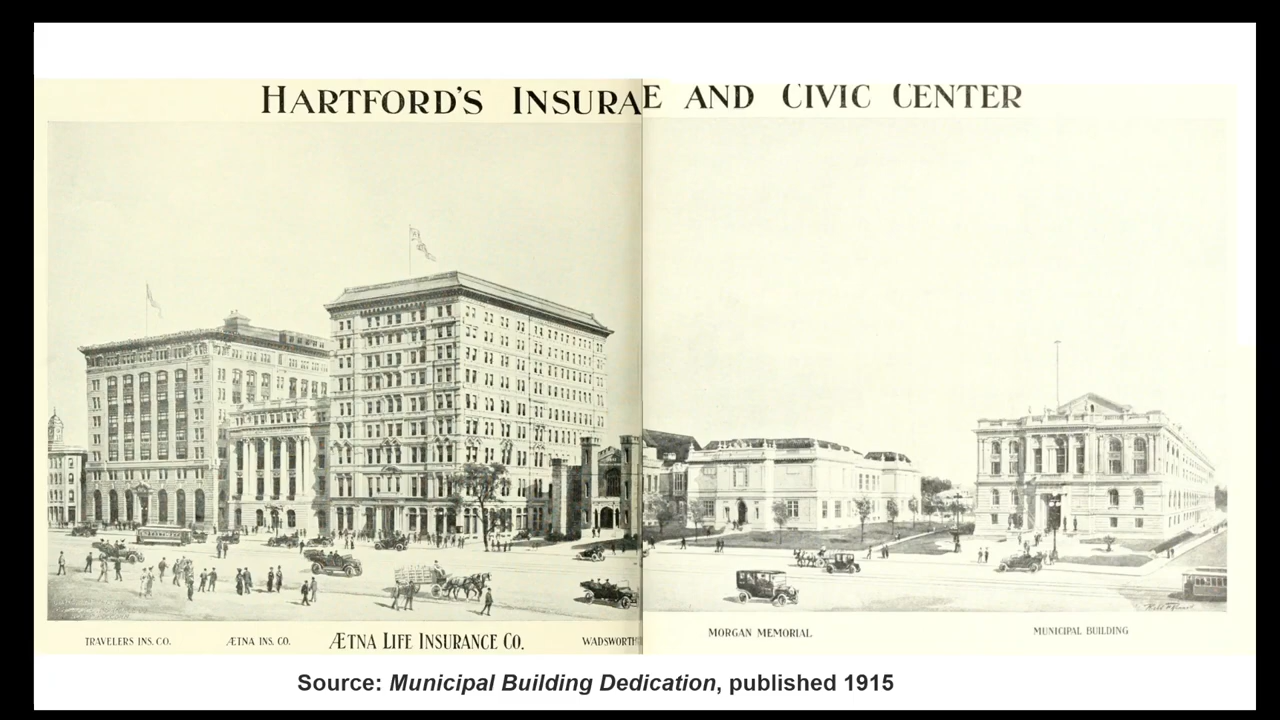 HARTFORD'S INSURA E AND CIVIC CENTER
TRAVELERS INS. CO. ÆTNA INS. CO. ÆTNA LIFE INSURANCE CO. WADSWORTH MORGAN MEMORIAL MUNICIPAL BUILDING
Source: Municipal Building Dedication, published 1915